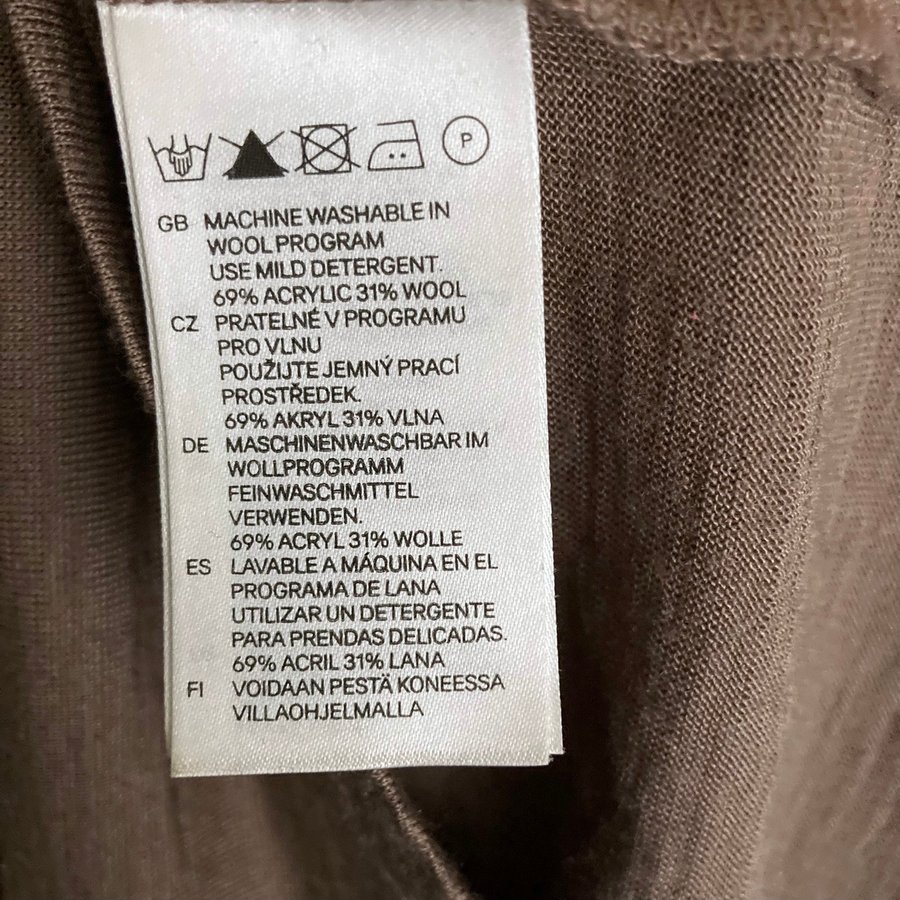 P
GB MACHINE WASHABLE IN
WOOL PROGRAM
USE MILD DETERGENT.
69% ACRYLIC 31% WOOL
CZ PRATELNÉ V PROGRAMU
PRO VLNU
POUŽIJTE JEMNÝ PRACÍ
PROSTŘEDEK.
69% AKRYL 31% VLNA
DE MASCHINENWASCHBAR IM
WOLLPROGRAMM
FEINWASCHMITTEL
VERWENDEN.
69% ACRYL 31% WOLLE
ES LAVABLE A MÁQUINA EN EL
PROGRAMA DE LANA
UTILIZAR UN DETERGENTE
PARA PRENDAS DELICADAS.
69% ACRIL 31% LANA
FI VOIDAAN PESTÄ KONEESSA
VILLAOHJELMALLA